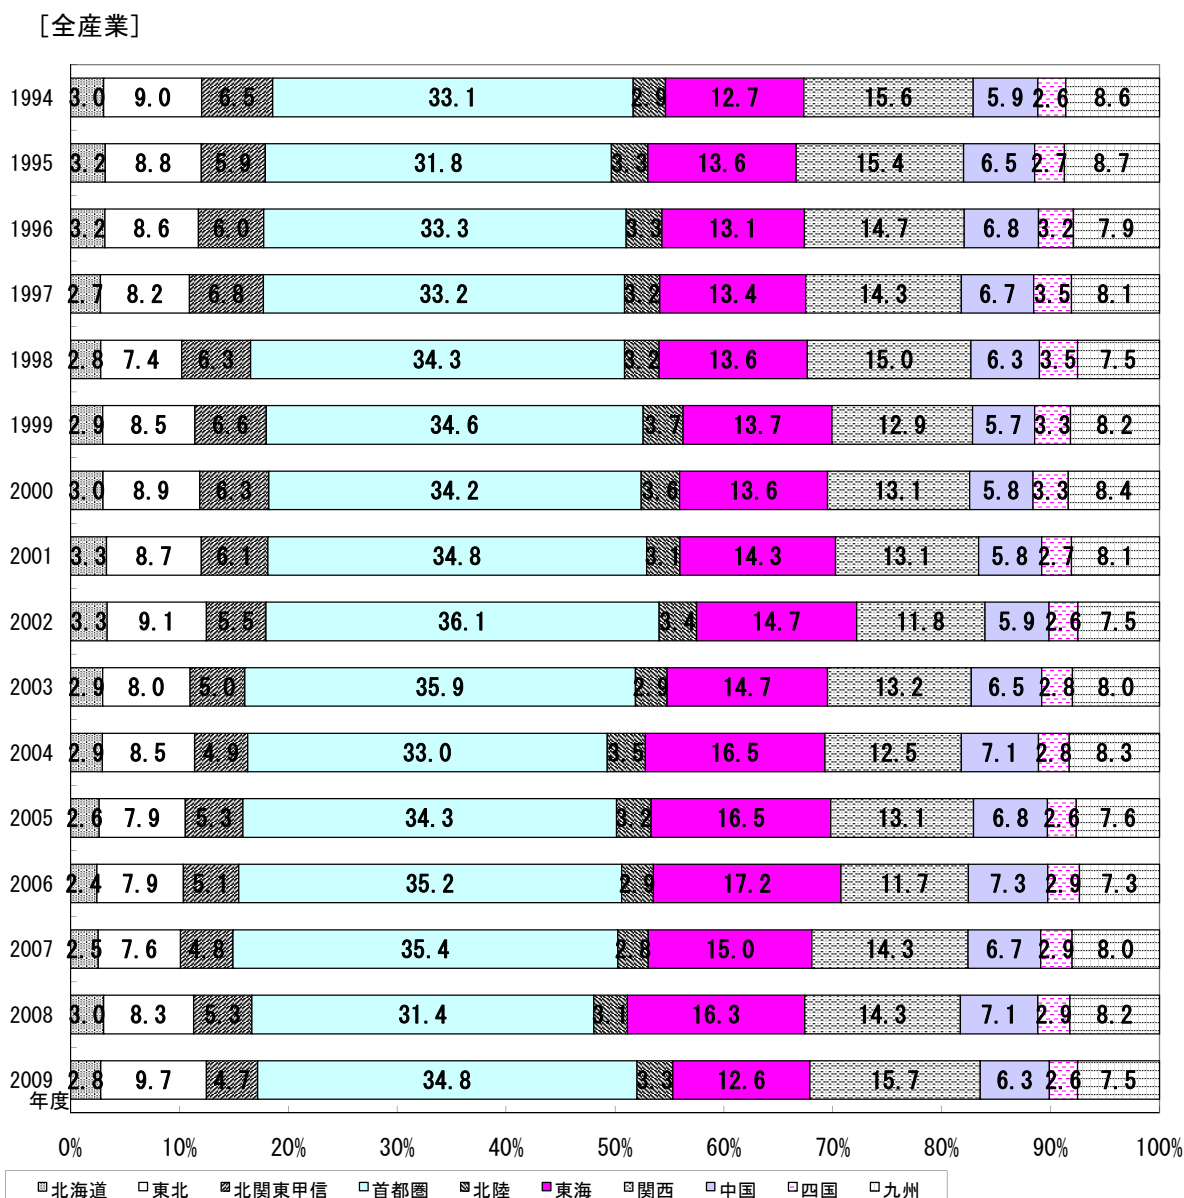 ［全産業］
1994 3.0 9.0 6.5 33.1 2.9 12.7 15.6 5.9 2.6 8.6
1995 3.2 8.8 5.9 31.8 3.3 13.6 15.4 6.5 2.7 8.7
1996 3.2 8.6 6.0 33.3 3.3 13.1 14.7 6.8 3.2 7.9
1997 2.7 8.2 6.8 33.2 3.2 13.4 14.3 6.7 3.5 8.1
1998 2.8 7.4 6.3 34.3 3.2 13.6 15.0 6.3 3.5 7.5
1999 2.9 8.5 6.6 34.6 3.7 13.7 12.9 5.7 3.3 8.2
2000 3.0 8.9 6.3 34.2 3.6 13.6 13.1 5.8 3.3 8.4
2001 3.3 8.7 6.1 34.8 3.1 14.3 13.1 5.8 2.7 8.1
2002 3.3 9.1 5.5 36.1 3.4 14.7 11.8 5.9 2.6 7.5
2003 2.9 8.0 5.0 35.9 2.9 14.7 13.2 6.5 2.8 8.0
2004 2.9 8.5 4.9 33.0 3.5 16.5 12.5 7.1 2.8 8.3
2005 2.6 7.9 5.3 34.3 3.2 16.5 13.1 6.8 2.6 7.6
2006 2.4 7.9 5.1 35.2 2.9 17.2 11.7 7.3 2.9 7.3
2007 2.5 7.6 4.8 35.4 2.8 15.0 14.3 6.7 2.9 8.0
2008 3.0 8.3 5.3 31.4 3.1 16.3 14.3 7.1 2.9 8.2
2009 2.8 9.7 4.7 34.8 3.3 12.6 15.7 6.3 2.6 7.5
年度
0% 10% 20% 30% 40% 50% 60% 70% 80% 90% 100%
北海道 東北 北関東甲信 首都圏 北陸 東海 関西 中国 四国 九州